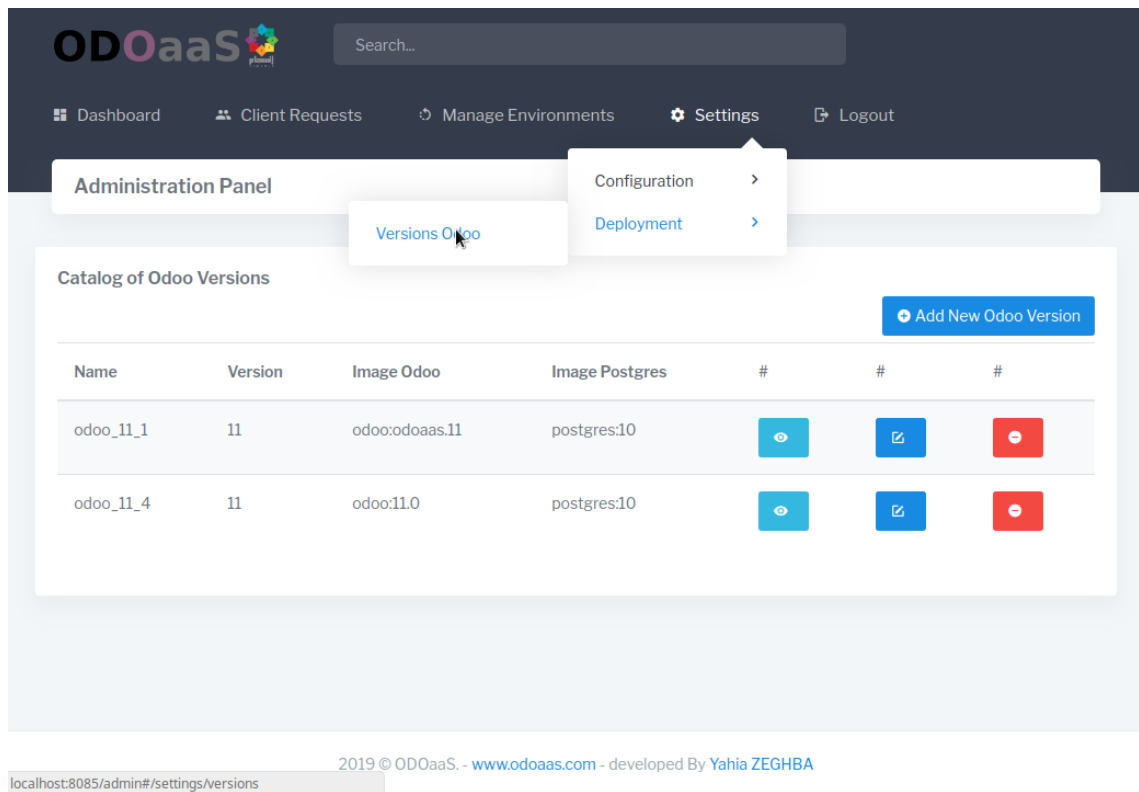 ODOaaS
Search...
Dashboard Client Requests Manage Environments Settings Logout
Administration Panel
Configuration
Deployment
Versions Odoo
Catalog of Odoo Versions
Add New Odoo Version
Name Version Image Odoo Image Postgres # # #
odoo_11_1 11 odoo:odoaas.11 postgres:10
odoo_11_4 11 odoo:11.0 postgres:10
2019 © ODOaaS. - www.odoaas.com - developed By Yahia ZEGHBA
localhost:8085/admin#/settings/versions